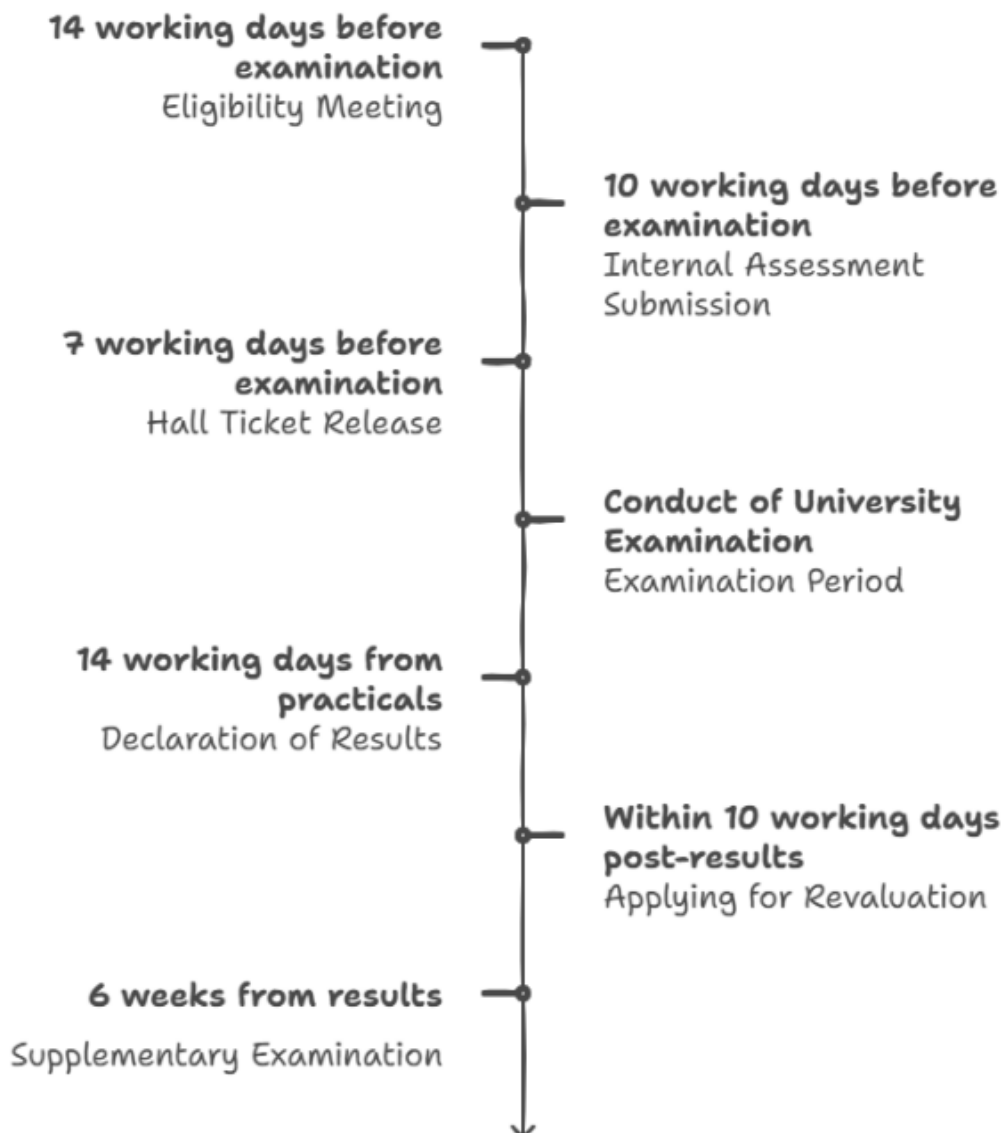 14 working days before
examination
Eligibility Meeting
10 working days before
examination
Internal Assessment
Submission
7 working days before
examination
Hall Ticket Release
Conduct of University
Examination
Examination Period
14 working days from
practicals
Declaration of Results
Within 10 working days
post-results
Applying for Revaluation
6 weeks from results
Supplementary Examination